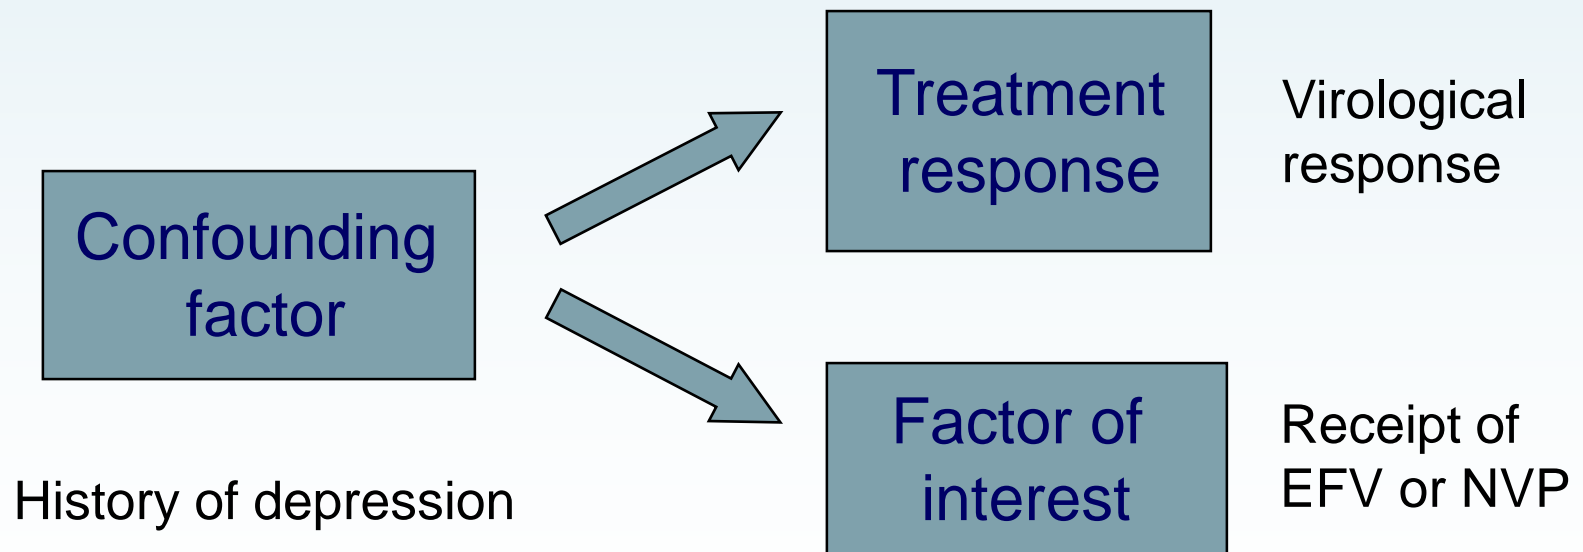 Confounding
factor
History of depression
Treatment
response
Virological
response
Factor of
interest
Receipt of
EFV or NVP